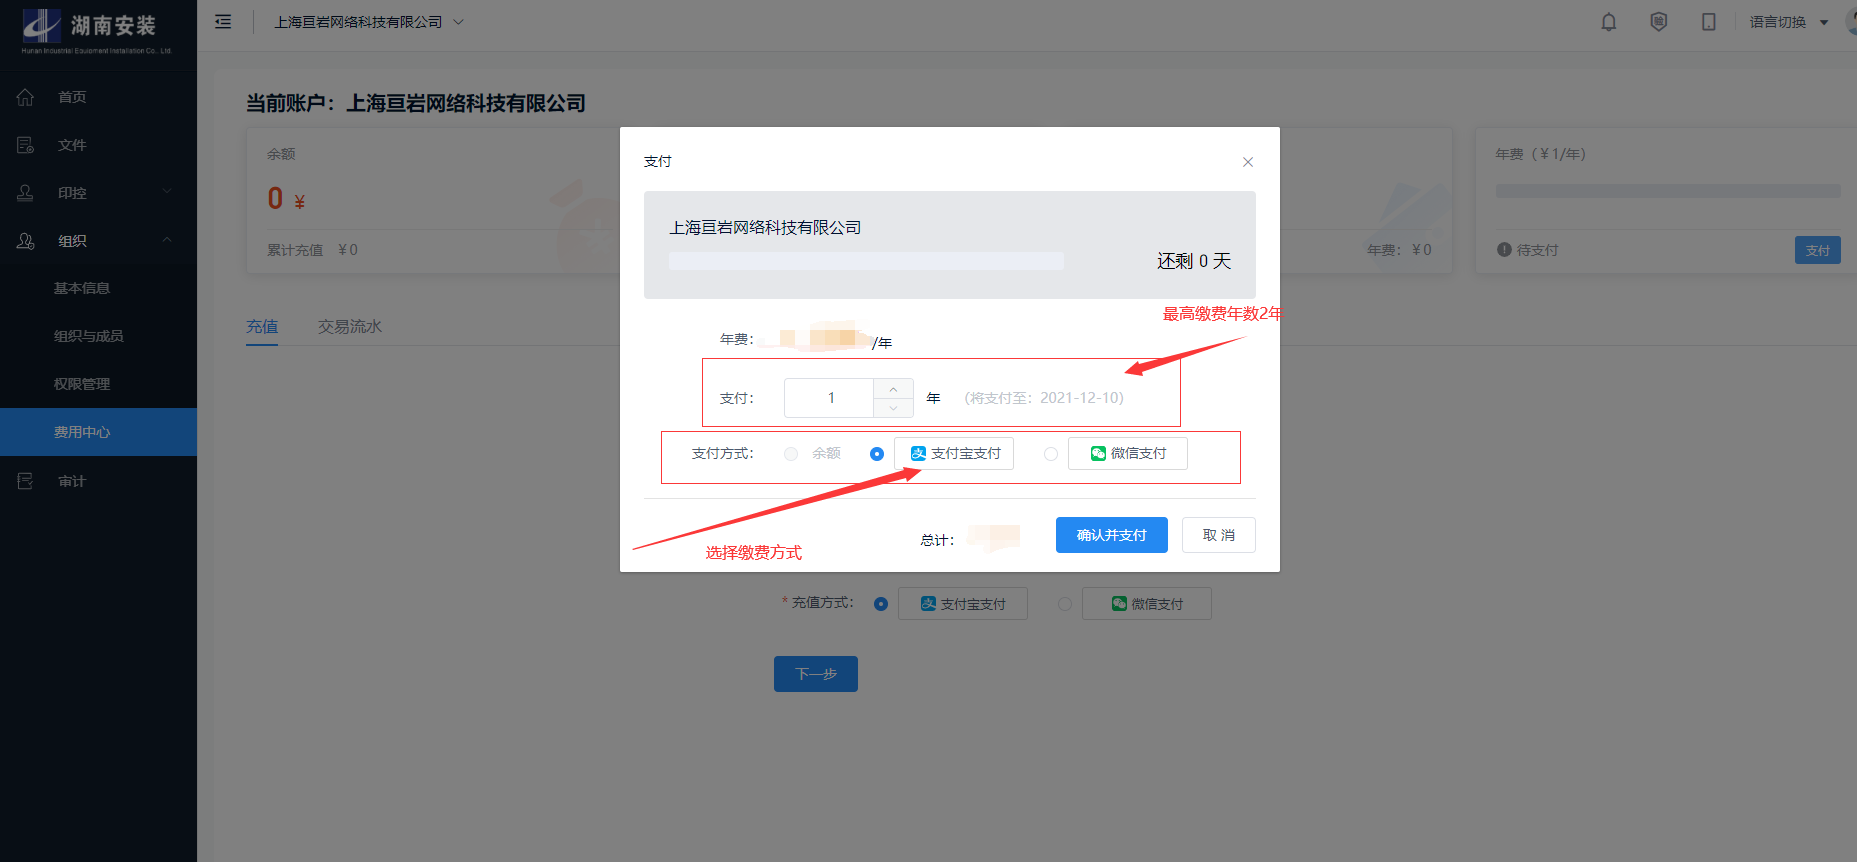 湖南安装
Hunan Industrial Equipment Installation Co., Ltd.
上海亘岩网络科技有限公司
语言切换
首页
文件
印控
组织
基本信息
组织与成员
权限管理
费用中心
审计
当前账户：上海亘岩网络科技有限公司
余额
0 ¥
累计充值 ¥0
年费：¥0
年费（¥1/年）
待支付
支付
充值
交易流水
支付
上海亘岩网络科技有限公司
还剩 0 天
最高缴费年数2年
年费：
/年
支付：
1
年
(将支付至：2021-12-10)
支付方式：
余额
支付宝支付
微信支付
选择缴费方式
总计：
确认并支付
取 消
* 充值方式：
支付宝支付
微信支付
下一步